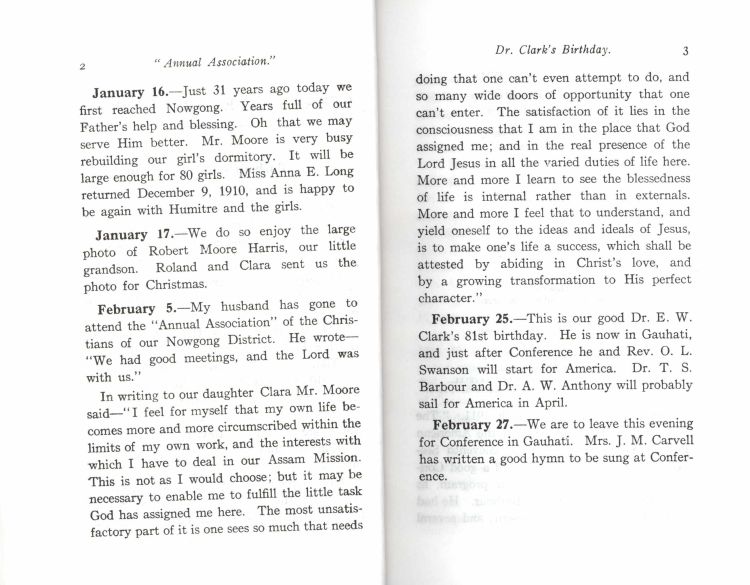 2
"Annual Association."
January 16.—Just 31 years ago today we
first reached Nowgong. Years full of our
Father's help and blessing. Oh that we may
serve Him better. Mr. Moore is very busy
rebuilding our girl's dormitory. It will be
large enough for 80 girls. Miss Anna E. Long
returned December 9, 1910, and is happy to
be again with Humitre and the girls.
January 17.—We do so enjoy the large
photo of Robert Moore Harris, our little
grandson. Roland and Clara sent us the
photo for Christmas.
February 5.—My husband has gone to
attend the "Annual Association" of the Chris-
tians of our Nowgong District. He wrote—
"We had good meetings, and the Lord was
with us."
In writing to our daughter Clara Mr. Moore
said—"I feel for myself that my own life be-
comes more and more circumscribed within the
limits of my own work, and the interests with
which I have to deal in our Assam Mission.
This is not as I would choose; but it may be
necessary to enable me to fulfill the little task
God has assigned me here. The most unsatis-
factory part of it is one sees so much that needs
Dr. Clark's Birthday.
3
doing that one can't even attempt to do, and
so many wide doors of opportunity that one
can't enter. The satisfaction of it lies in the
consciousness that I am in the place that God
assigned me; and in the real presence of the
Lord Jesus in all the varied duties of life here.
More and more I learn to see the blessedness
of life is internal rather than in externals.
More and more I feel that to understand, and
yield oneself to the ideas and ideals of Jesus,
is to make one's life a success, which shall be
attested by abiding in Christ's love, and
by a growing transformation to His perfect
character."
February 25.—This is our good Dr. E. W.
Clark's 81st birthday. He is now in Gauhati,
and just after Conference he and Rev. O. L.
Swanson will start for America. Dr. T. S.
Barbour and Dr. A. W. Anthony will probably
sail for America in April.
February 27.—We are to leave this evening
for Conference in Gauhati. Mrs. J. M. Carvell
has written a good hymn to be sung at Confer-
ence.